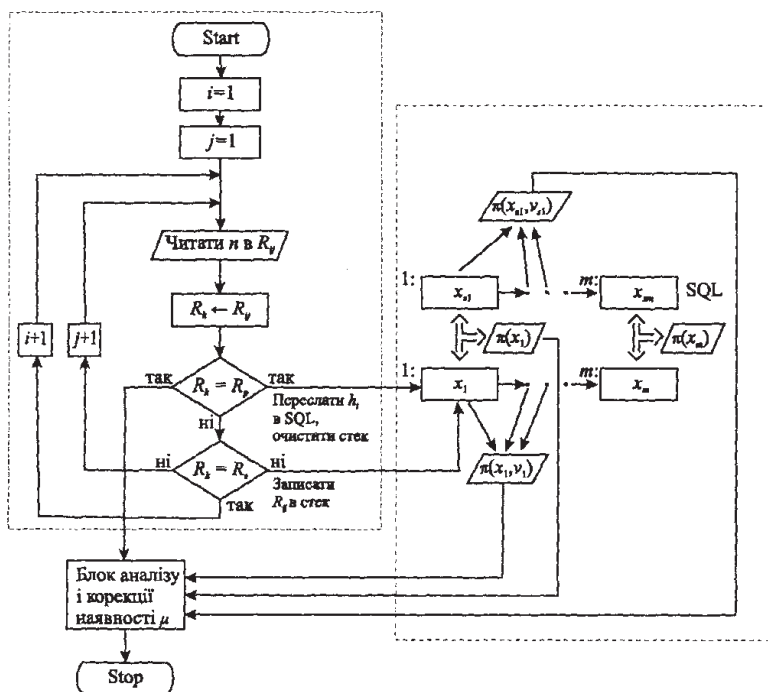 Start
i=1
j=1
Читати n в R_ij
R_k ← R_ij
i+1
j+1
так
R_k = R_p
так
Переслати h_i
в SQL,
очистити стек
ні
ні
R_k = R_s
ні
Записати
R_ij в стек
так
Блок аналізу
і корекції
наявності μ
Stop
π(x_s1, ν_s1)
1:
x_s1
m:
x_sm
SQL
π(x_1)
π(x_m)
1:
x_1
m:
x_m
π(x_1, ν_1)